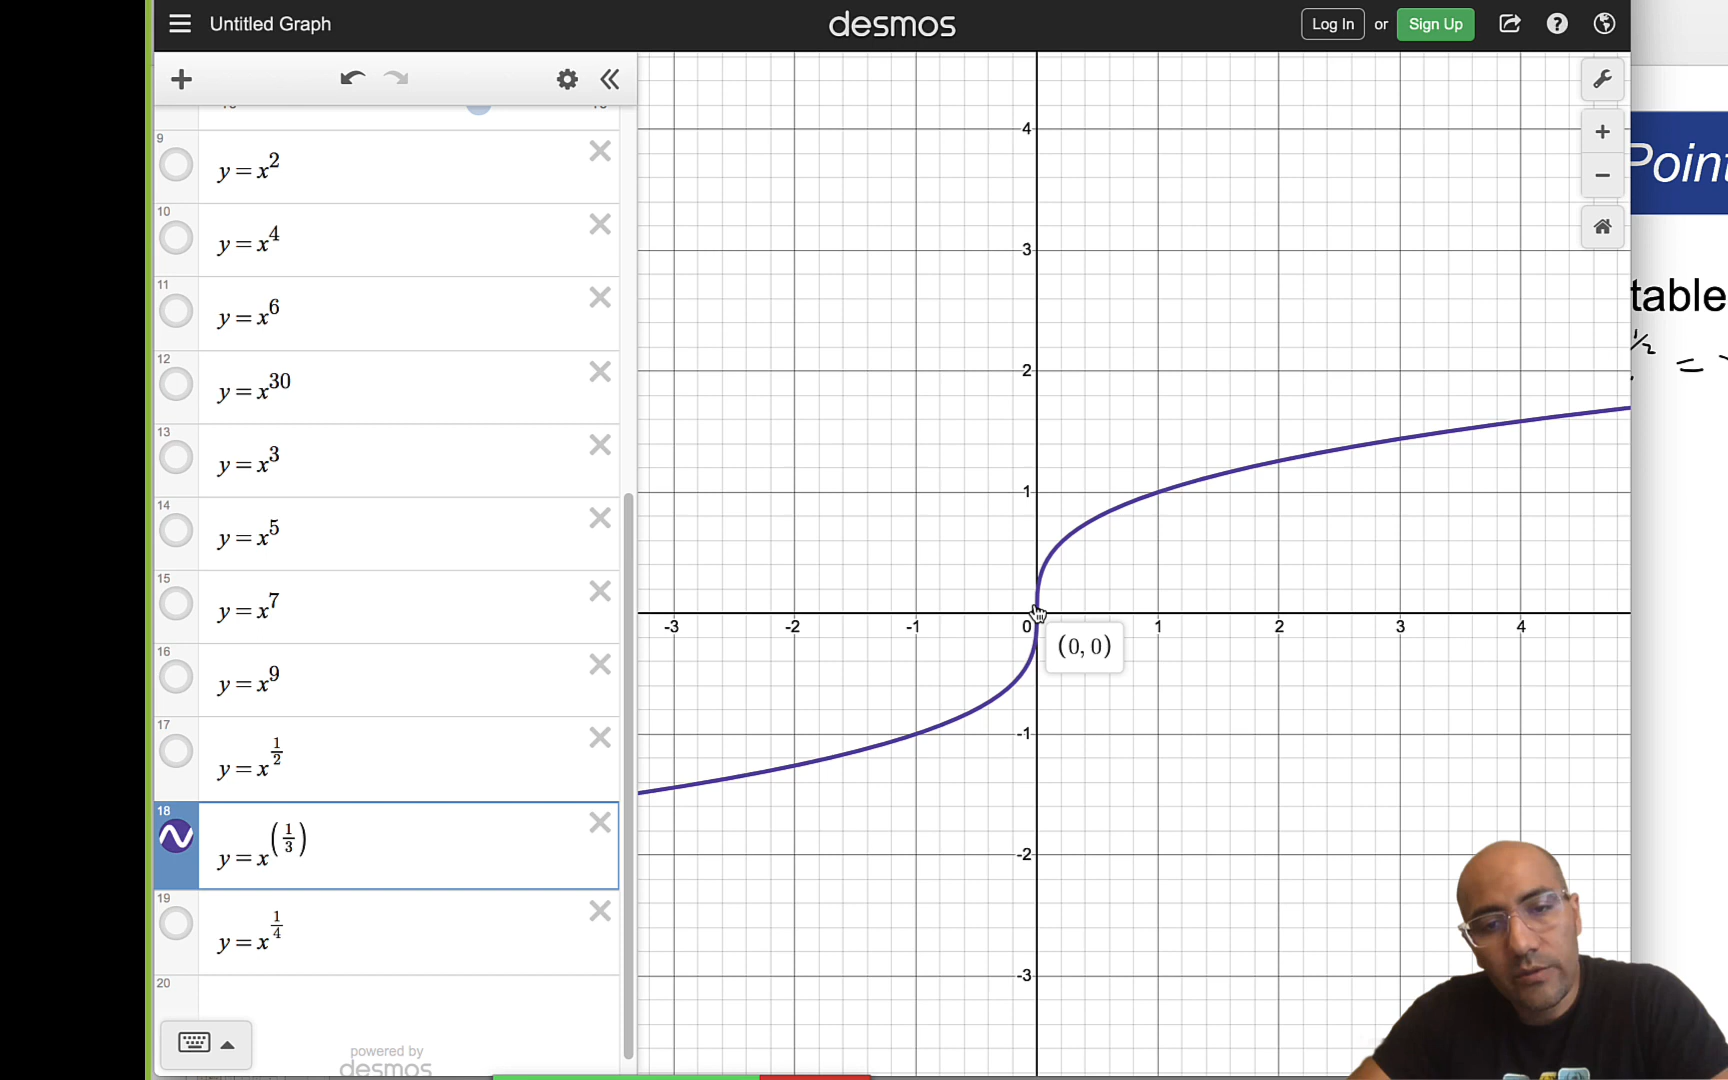 Untitled Graph
desmos
Log In or Sign Up
9
y = x^2
10
y = x^4
11
y = x^6
12
y = x^30
13
y = x^3
14
y = x^5
15
y = x^7
16
y = x^9
17
y = x^1/2
18
y = x^(1/3)
19
y = x^1/4
20
powered by
desmos
4
3
2
1
-3 -2 -1 0 1 2 3 4
(0, 0)
-1
-2
-3
Point
table
1/2 =